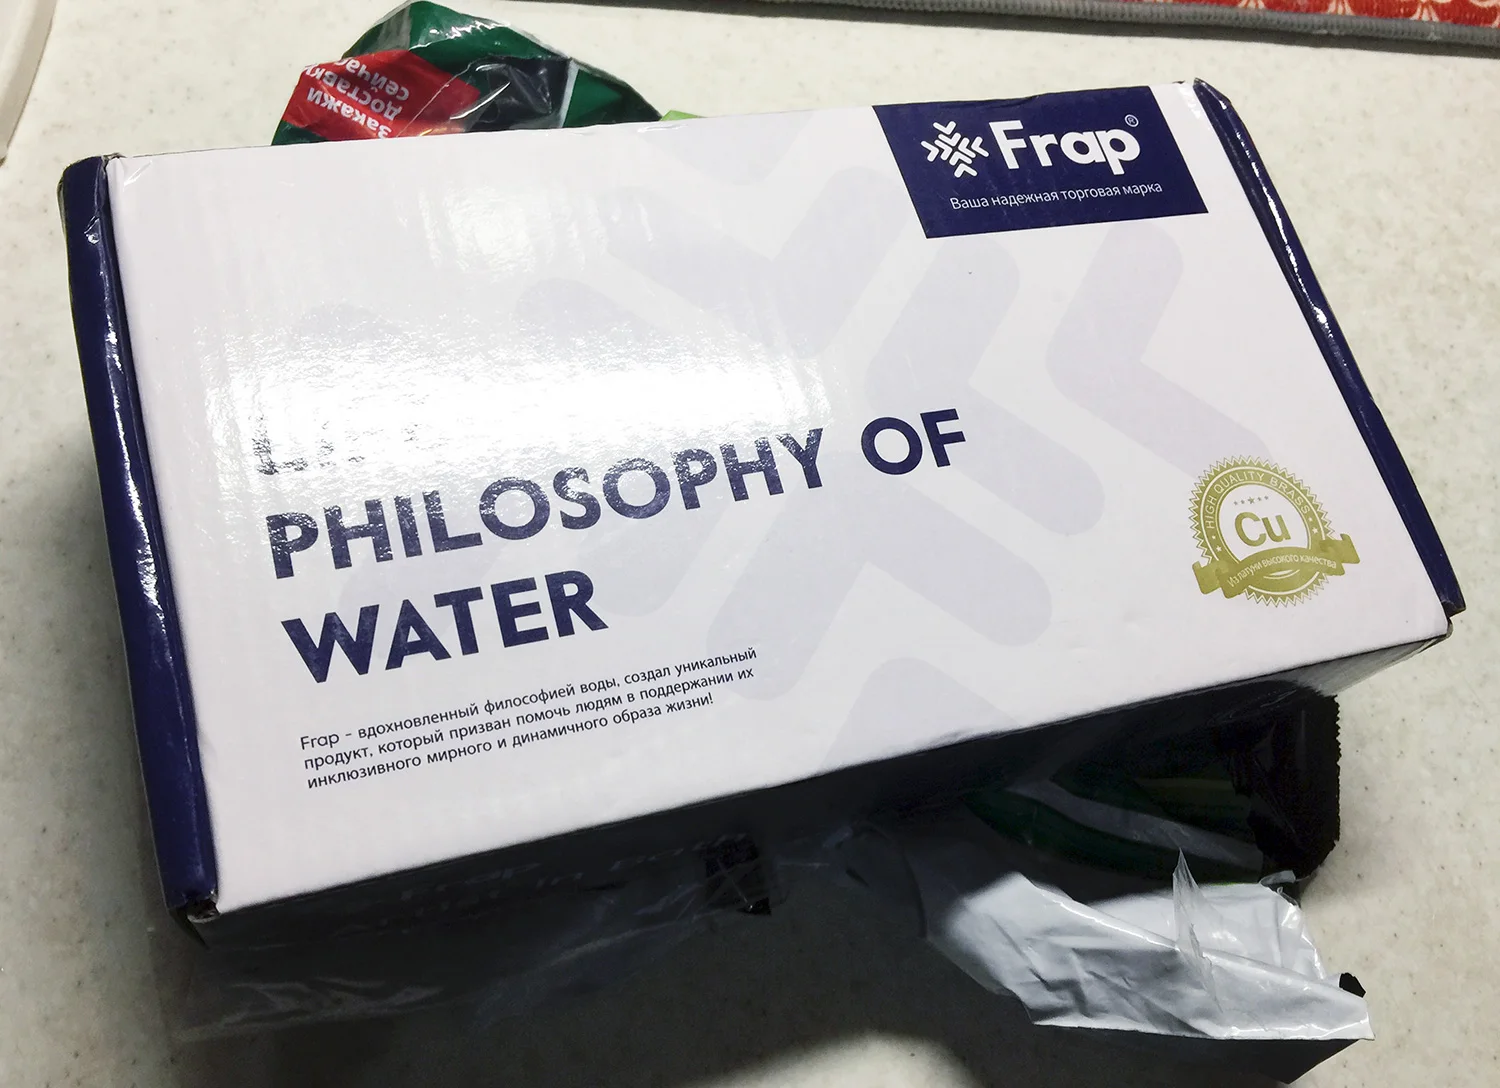 Закажи
доставку
сейчас
Frap®
Ваша надежная торговая марка
PHILOSOPHY OF
WATER
HIGH QUALITY BRASS
Cu
Из латуни высокого качества
Frap - вдохновленный философией воды, создал уникальный
продукт, который призван помочь людям в поддержании их
инклюзивного мирного и динамичного образа жизни!
Frap